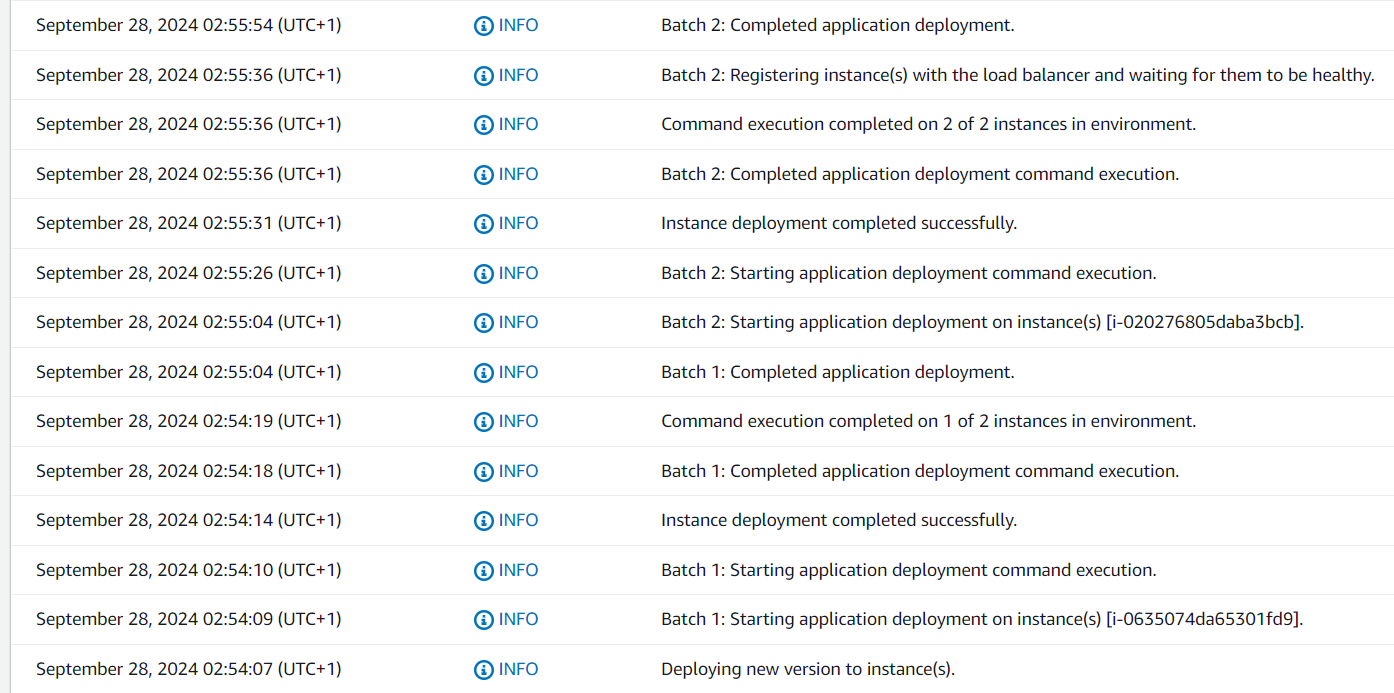 September 28, 2024 02:55:54 (UTC+1) INFO Batch 2: Completed application deployment.
September 28, 2024 02:55:36 (UTC+1) INFO Batch 2: Registering instance(s) with the load balancer and waiting for them to be healthy.
September 28, 2024 02:55:36 (UTC+1) INFO Command execution completed on 2 of 2 instances in environment.
September 28, 2024 02:55:36 (UTC+1) INFO Batch 2: Completed application deployment command execution.
September 28, 2024 02:55:31 (UTC+1) INFO Instance deployment completed successfully.
September 28, 2024 02:55:26 (UTC+1) INFO Batch 2: Starting application deployment command execution.
September 28, 2024 02:55:04 (UTC+1) INFO Batch 2: Starting application deployment on instance(s) [i-020276805daba3bcb].
September 28, 2024 02:55:04 (UTC+1) INFO Batch 1: Completed application deployment.
September 28, 2024 02:54:19 (UTC+1) INFO Command execution completed on 1 of 2 instances in environment.
September 28, 2024 02:54:18 (UTC+1) INFO Batch 1: Completed application deployment command execution.
September 28, 2024 02:54:14 (UTC+1) INFO Instance deployment completed successfully.
September 28, 2024 02:54:10 (UTC+1) INFO Batch 1: Starting application deployment command execution.
September 28, 2024 02:54:09 (UTC+1) INFO Batch 1: Starting application deployment on instance(s) [i-0635074da65301fd9].
September 28, 2024 02:54:07 (UTC+1) INFO Deploying new version to instance(s).